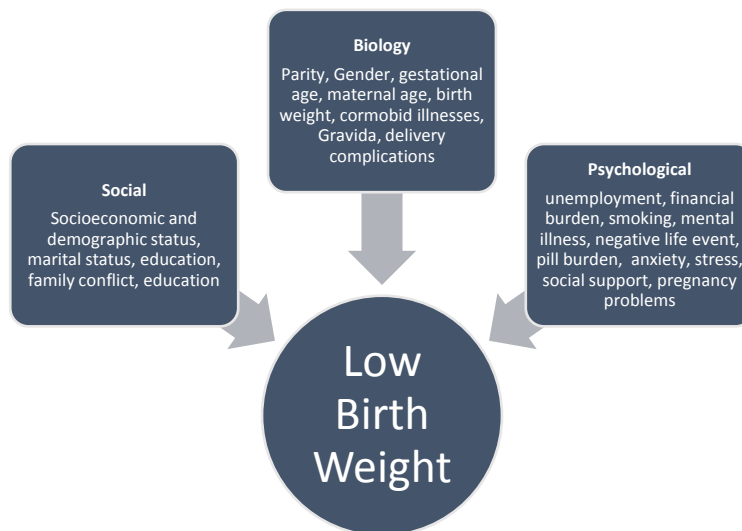 Biology
Parity, Gender, gestational
age, maternal age, birth
weight, cormobid illnesses,
Gravida, delivery
complications
Social
Socioeconomic and
demographic status,
marital status, education,
family conflict, education
Psychological
unemployment, financial
burden, smoking, mental
illness, negative life event,
pill burden, anxiety, stress,
social support, pregnancy
problems
Low
Birth
Weight